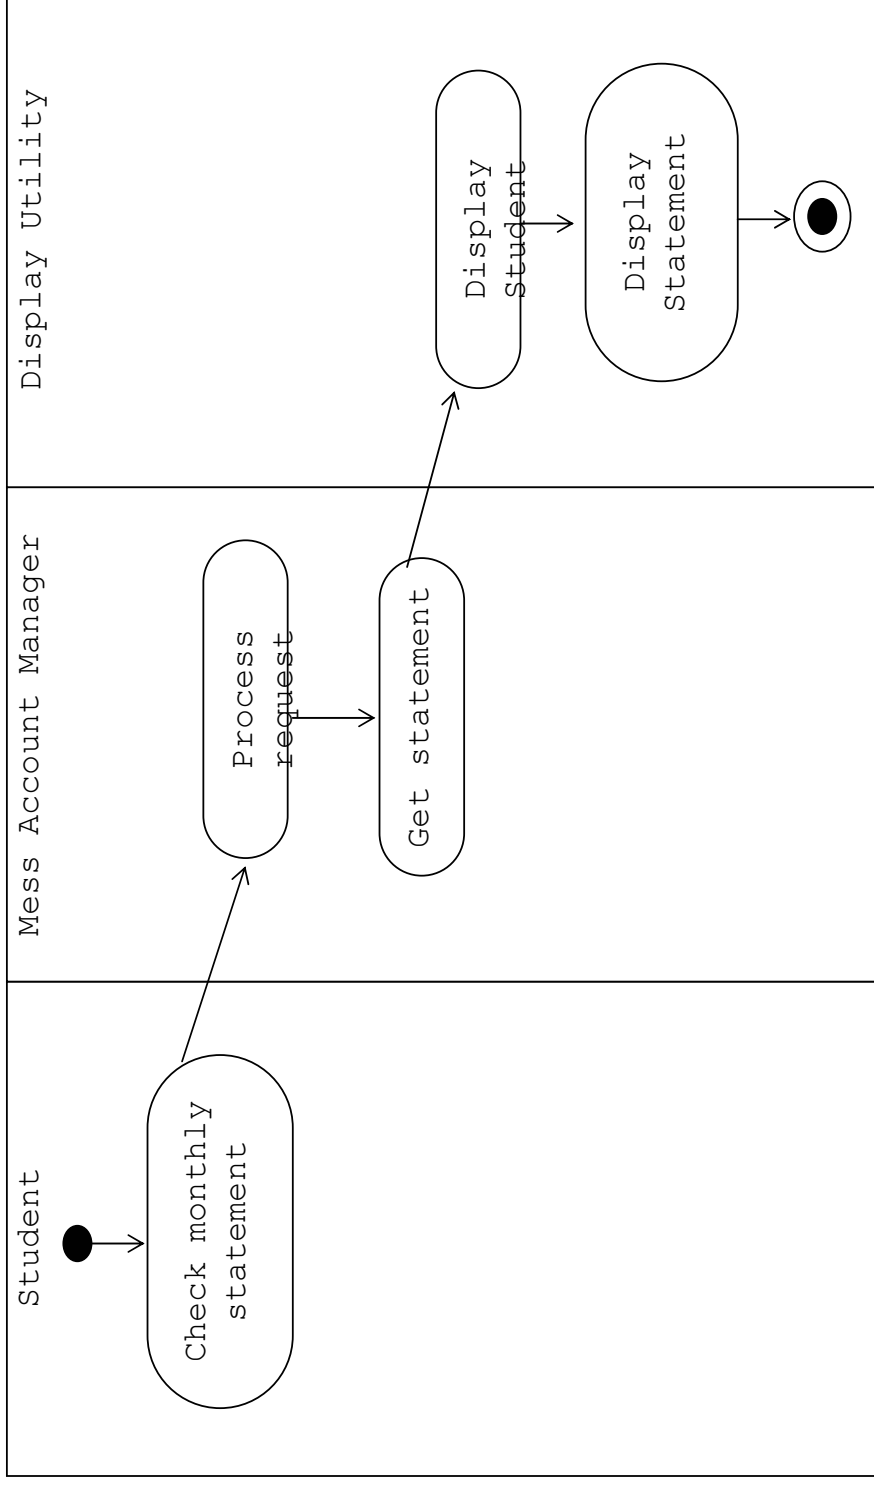 Student
Mess Account Manager
Display Utility
Check monthly
statement
Process
request
Get statement
Display
Student
Display
Statement